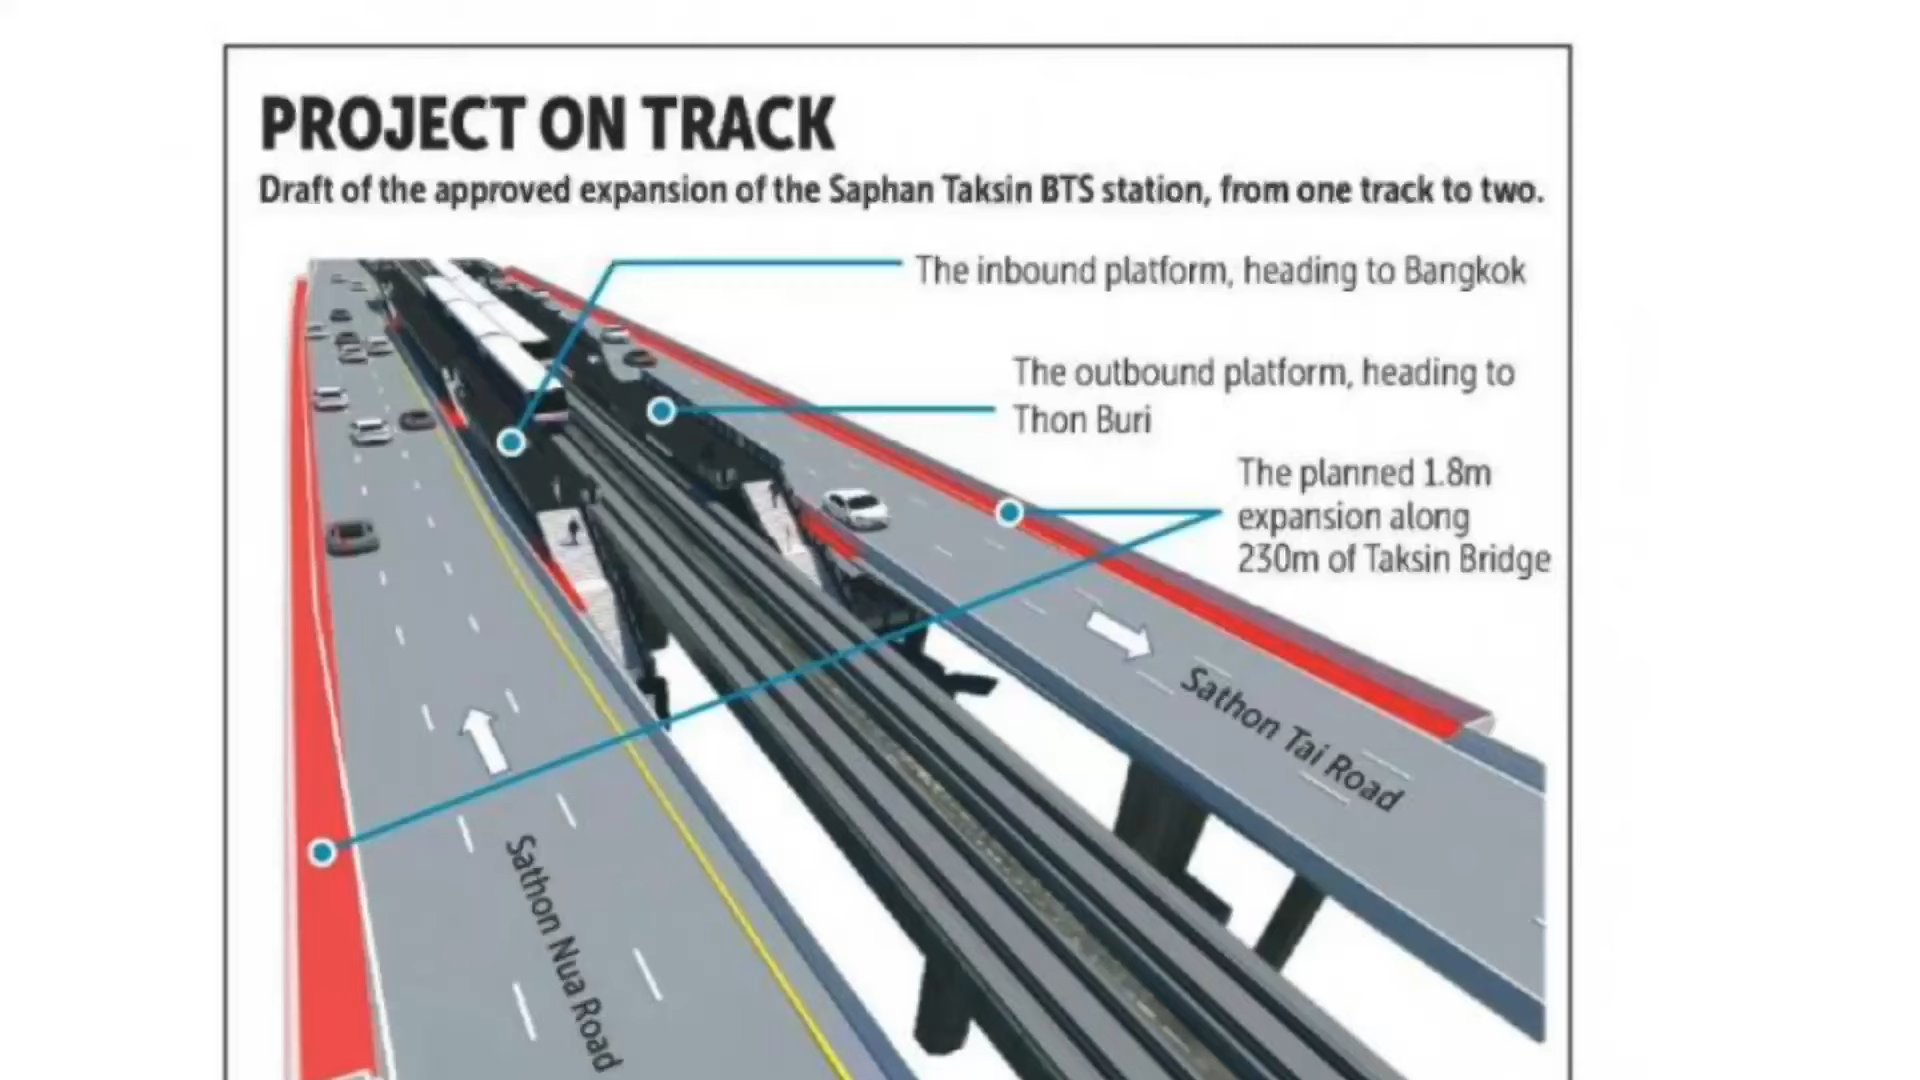 PROJECT ON TRACK
Draft of the approved expansion of the Saphan Taksin BTS station, from one track to two.
The inbound platform, heading to Bangkok
The outbound platform, heading to
Thon Buri
The planned 1.8m
expansion along
230m of Taksin Bridge
Sathon Tai Road
Sathon Nua Road